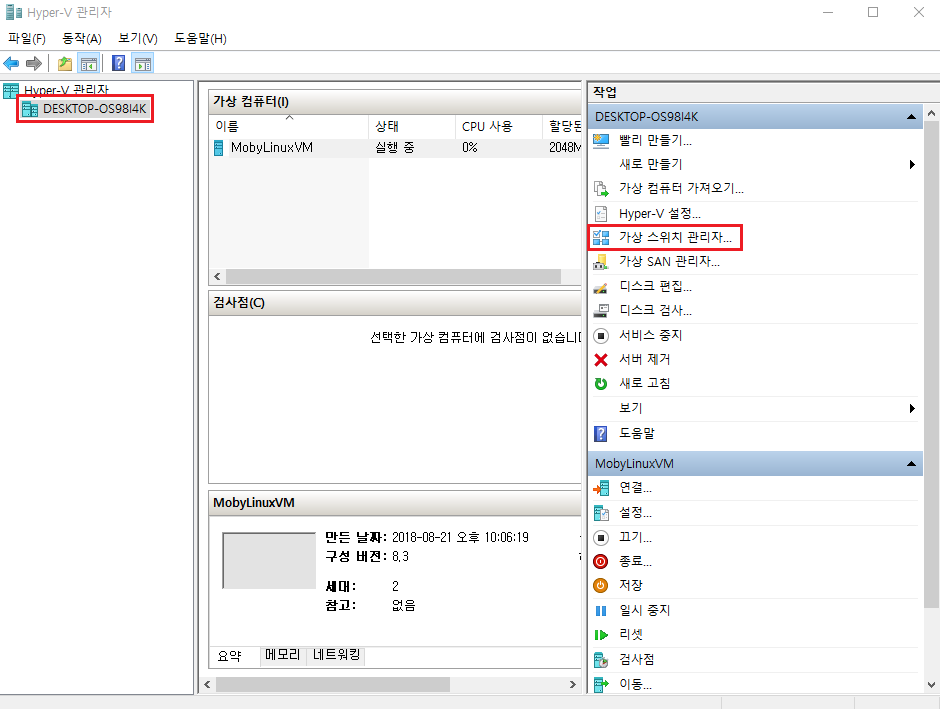 Hyper-V 관리자
파일(F) 동작(A) 보기(V) 도움말(H)
Hyper-V 관리자
DESKTOP-OS98I4K
가상 컴퓨터(I)
이름 상태 CPU 사용 할당된
MobyLinuxVM 실행 중 0% 2048M
검사점(C)
선택한 가상 컴퓨터에 검사점이 없습니다
MobyLinuxVM
만든 날짜: 2018-08-21 오후 10:06:19
구성 버전: 8.3
세대: 2
참고: 없음
요약 메모리 네트워킹
작업
DESKTOP-OS98I4K
빨리 만들기...
새로 만들기
가상 컴퓨터 가져오기...
Hyper-V 설정...
가상 스위치 관리자...
가상 SAN 관리자...
디스크 편집...
디스크 검사...
서비스 중지
서버 제거
새로 고침
보기
도움말
MobyLinuxVM
연결...
설정...
끄기...
종료...
저장
일시 중지
리셋
검사점
이동...